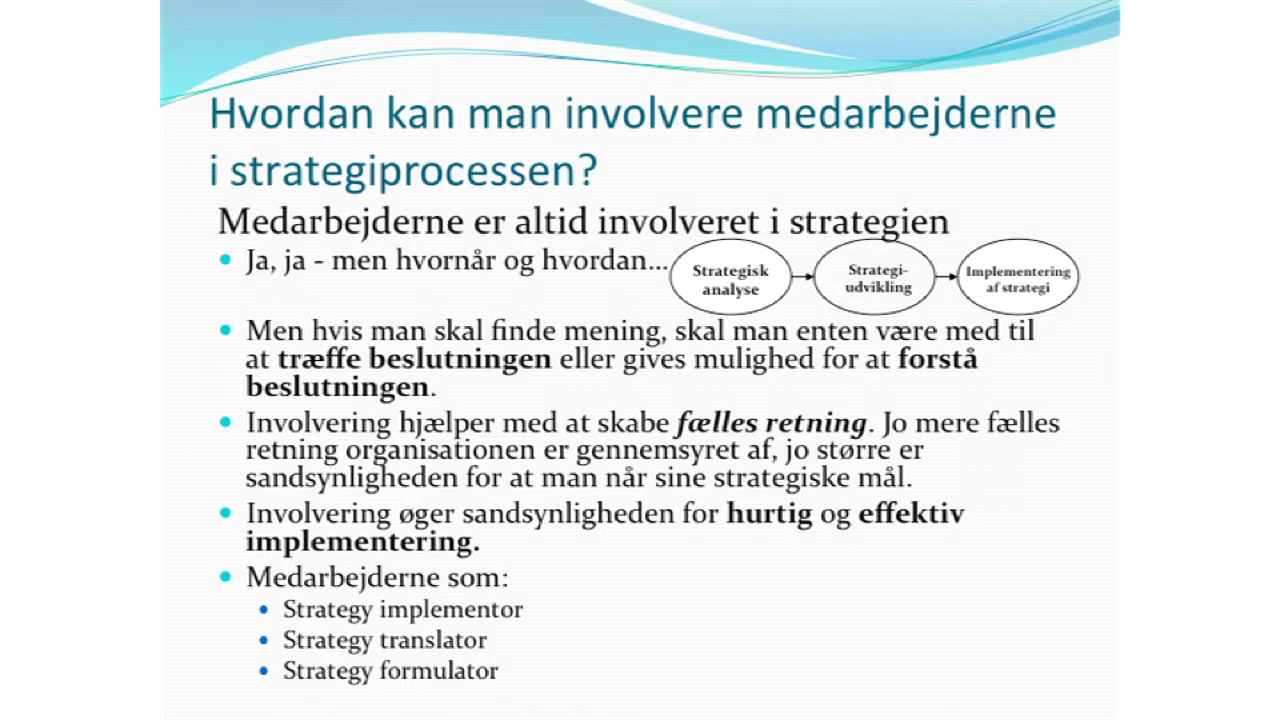 Hvordan kan man involvere medarbejderne
i strategiprocessen?
Medarbejderne er altid involveret i strategien
• Ja, ja - men hvornår og hvordan...
Strategisk
analyse
Strategi-
udvikling
Implementering
af strategi
• Men hvis man skal finde mening, skal man enten være med til
at træffe beslutningen eller gives mulighed for at forstå
beslutningen.
• Involvering hjælper med at skabe fælles retning. Jo mere fælles
retning organisationen er gennemsyret af, jo større er
sandsynligheden for at man når sine strategiske mål.
• Involvering øger sandsynligheden for hurtig og effektiv
implementering.
• Medarbejderne som:
• Strategy implementor
• Strategy translator
• Strategy formulator